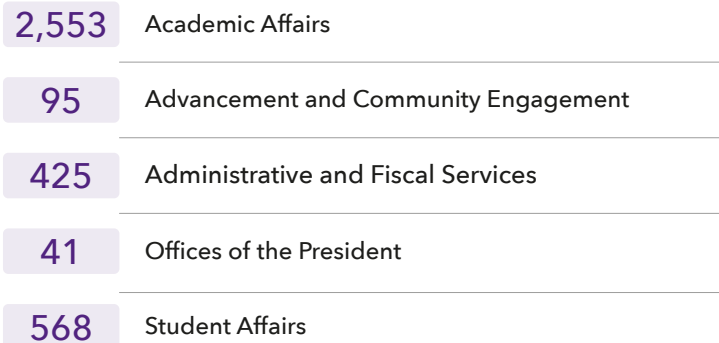 2,553 Academic Affairs
95 Advancement and Community Engagement
425 Administrative and Fiscal Services
41 Offices of the President
568 Student Affairs